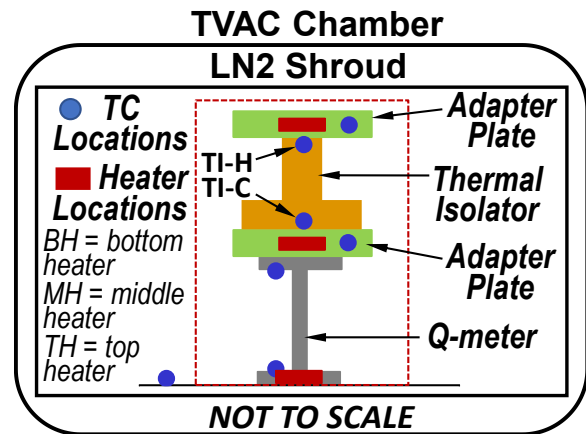 TVAC Chamber
LN2 Shroud
TC
Locations
Heater
Locations
BH = bottom
heater
MH = middle
heater
TH = top
heater
TI-H
TI-C
Adapter
Plate
Thermal
Isolator
Adapter
Plate
Q-meter
NOT TO SCALE